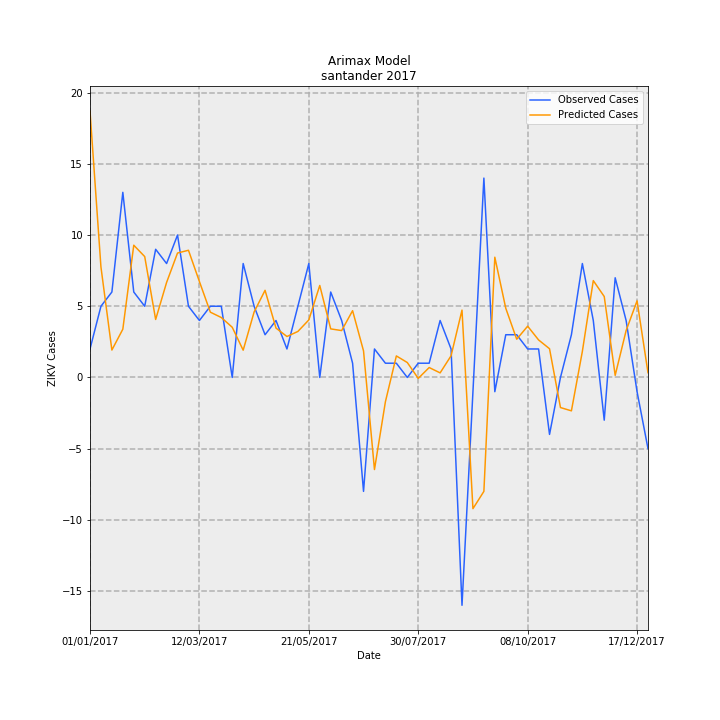 Arimax Model
santander 2017
Observed Cases
Predicted Cases
ZIKV Cases
20
15
10
5
0
−5
−10
−15
01/01/2017
12/03/2017
21/05/2017
30/07/2017
08/10/2017
17/12/2017
Date